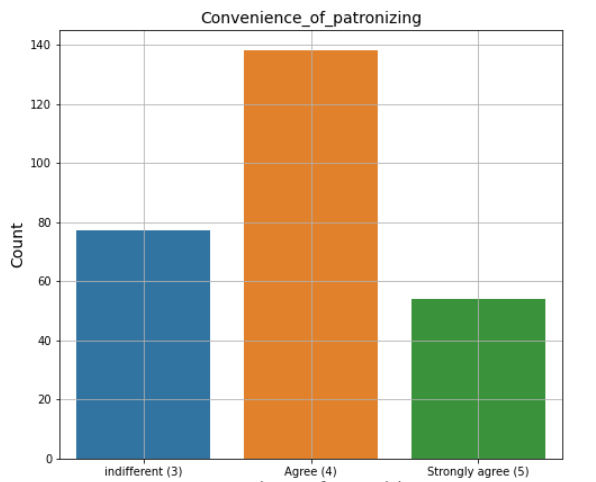 Convenience_of_patronizing
140
120
100
80
60
40
20
0
Count
indifferent (3)
Agree (4)
Strongly agree (5)